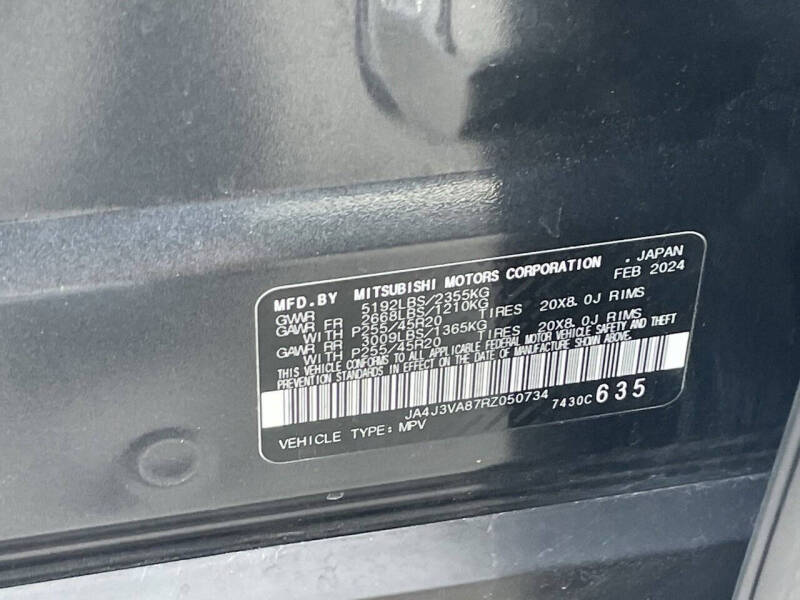 MFD.BY MITSUBISHI MOTORS CORPORATION . JAPAN
GVWR 5192LBS/2355KG FEB 2024
GAWR FR 2668LBS/1210KG
WITH P255/45R20 TIRES 20X8.0J RIMS
GAWR RR 3009LBS/1365KG
WITH P255/45R20 TIRES 20X8.0J RIMS
THIS VEHICLE CONFORMS TO ALL APPLICABLE FEDERAL MOTOR VEHICLE SAFETY AND THEFT
PREVENTION STANDARDS IN EFFECT ON THE DATE OF MANUFACTURE SHOWN ABOVE.
JA4J3VA87RZ050734 7430C 635
VEHICLE TYPE: MPV